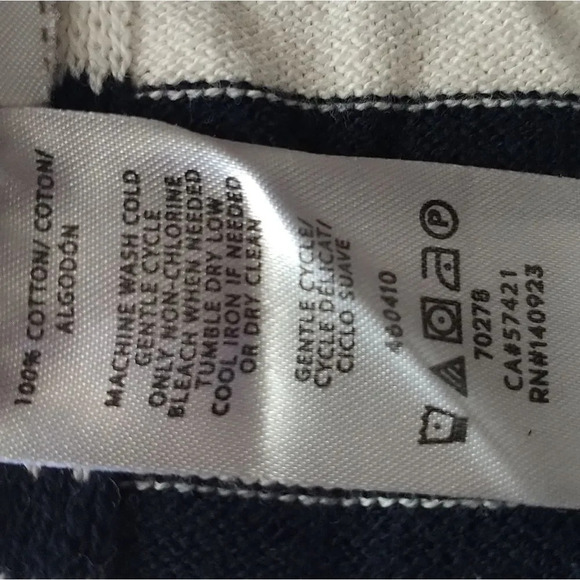 100% COTTON/ COTON/
ALGODÓN
MACHINE WASH COLD
GENTLE CYCLE
ONLY NON-CHLORINE
BLEACH WHEN NEEDED
TUMBLE DRY LOW
COOL IRON IF NEEDED
OR DRY CLEAN
GENTLE CYCLE/
CYCLE DÉLICAT/
CICLO SUAVE
460410
P
70278
CA#57421
RN#140923